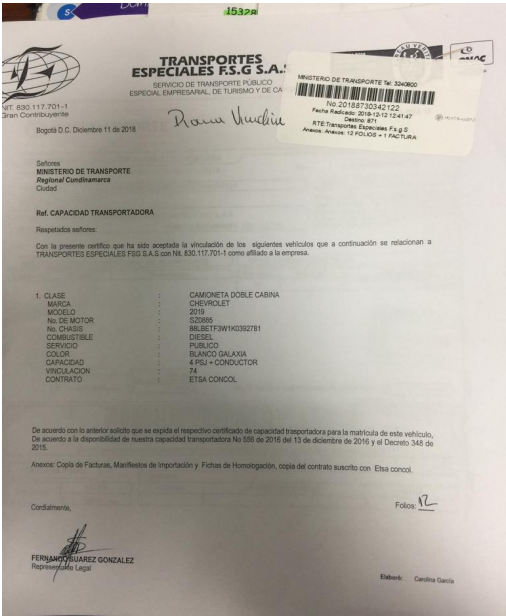 15328
TRANSPORTES
ESPECIALES F.S.G S.A.S
SERVICIO DE TRANSPORTE PÚBLICO
ESPECIAL EMPRESARIAL, DE TURISMO Y DE CA
NIT. 830.117.701-1
Gran Contribuyente
MINISTERIO DE TRANSPORTE Tel: 3240800
No.20188730342122
Fecha Radicado: 2018-12-12 12:41:47
Destino: 871
RTE:Transportes Especiales F.s.g S
Anexos: Anexos: 12 FOLIOS + 1 FACTURA
Bogotá D.C. Diciembre 11 de 2018
Señores
MINISTERIO DE TRANSPORTE
Regional Cundinamarca
Ciudad
Ref. CAPACIDAD TRANSPORTADORA
Respetados señores:
Con la presente certifico que ha sido aceptada la vinculación de los siguientes vehículos que a continuación se relacionan a
TRANSPORTES ESPECIALES FSG S.A.S con Nit. 830.117.701-1 como afiliado a la empresa.
1. CLASE : CAMIONETA DOBLE CABINA
MARCA : CHEVROLET
MODELO : 2019
No. DE MOTOR : SZ0865
No. CHASIS : 88LBETF3W1K0392781
COMBUSTIBLE : DIESEL
SERVICIO : PÚBLICO
COLOR : BLANCO GALAXIA
CAPACIDAD : 4 PSJ + CONDUCTOR
VINCULACION : 74
CONTRATO : ETSA CONCOL
De acuerdo con lo anterior solicito que se expida el respectivo certificado de capacidad trasportadora para la matrícula de este vehículo,
De acuerdo a la disponibilidad de nuestra capacidad transportadora No 556 de 2016 del 13 de diciembre de 2016 y el Decreto 348 de
2015.
Anexos: Copia de Facturas, Manifiestos de Importación y Fichas de Homologación, copia del contrato suscrito con Etsa concol.
Cordialmente,
Folios: 12
FERNANDO SUAREZ GONZALEZ
Representante Legal
Elaboró: Carolina García